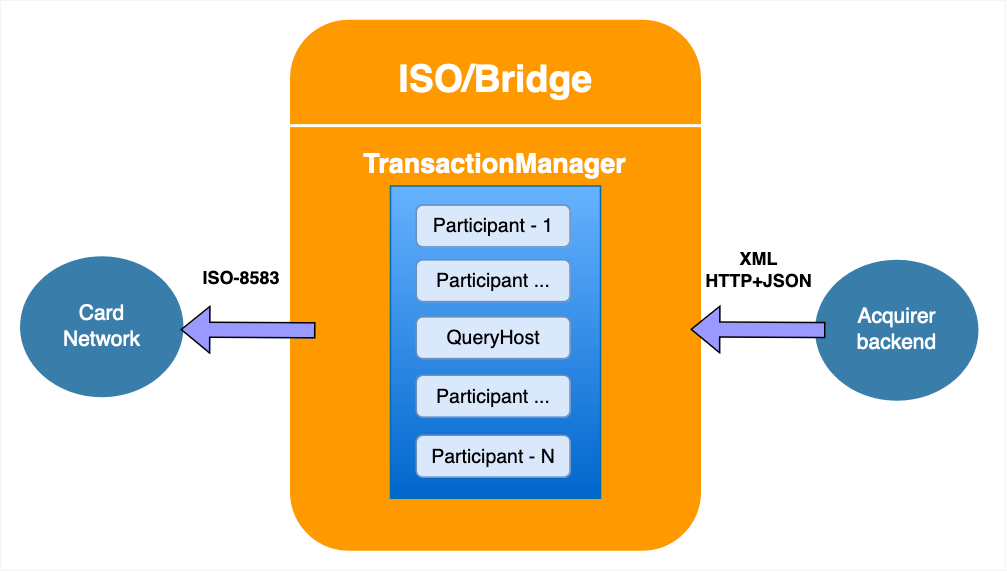 ISO/Bridge
TransactionManager
Participant - 1
Participant ...
QueryHost
Participant ...
Participant - N
Card
Network
ISO-8583
XML
HTTP+JSON
Acquirer
backend